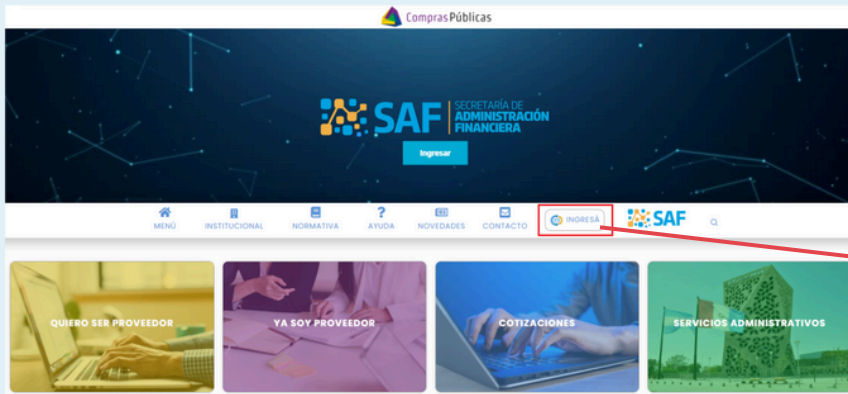 Compras Públicas
SAF
SECRETARÍA DE
ADMINISTRACIÓN
FINANCIERA
Ingresar
MENÚ INSTITUCIONAL NORMATIVA AYUDA NOVEDADES CONTACTO INGRESÁ SAF
QUIERO SER PROVEEDOR YA SOY PROVEEDOR COTIZACIONES SERVICIOS ADMINISTRATIVOS